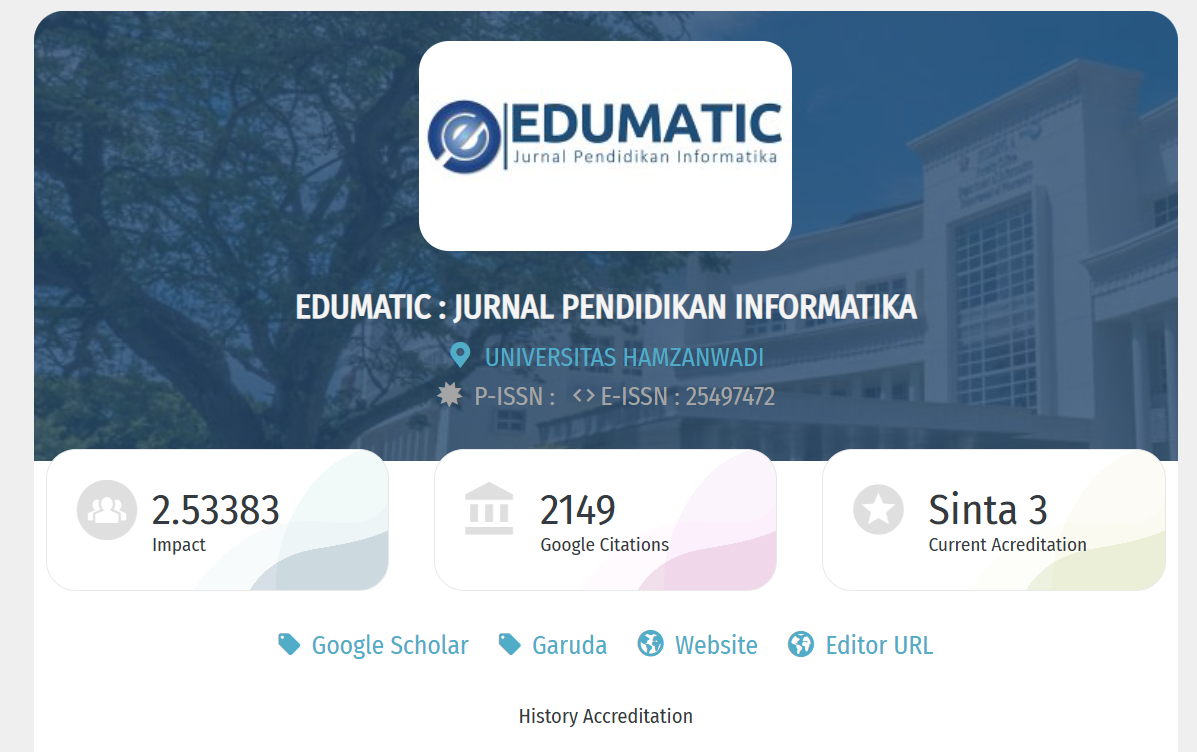 EDUMATIC
Jurnal Pendidikan Informatika
EDUMATIC : JURNAL PENDIDIKAN INFORMATIKA
UNIVERSITAS HAMZANWADI
P-ISSN : <> E-ISSN : 25497472
2.53383
Impact
2149
Google Citations
Sinta 3
Current Acreditation
Google Scholar Garuda Website Editor URL
History Accreditation